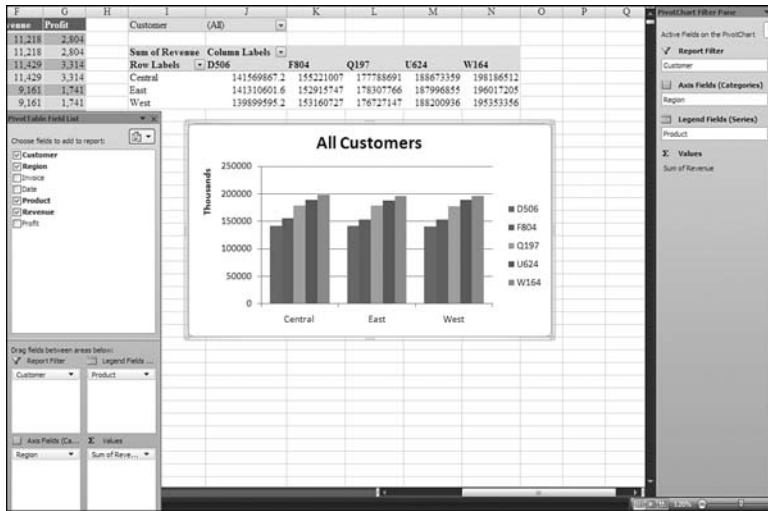 F G H I J K L M N O P Q
venue Profit Customer (All)
11,218 2,804
11,218 2,804 Sum of Revenue Column Labels
11,429 3,314 Row Labels D506 F804 Q197 U624 W164
11,429 3,314 Central 141569867.2 155221007 177788691 188673359 198186512
9,161 1,741 East 141310601.6 152915747 178307766 187996855 196017205
9,161 1,741 West 139899595.2 153160727 176727147 188200936 195353356
PivotTable Field List
Choose fields to add to report:
Customer
Region
Invoice
Date
Product
Revenue
Profit
Drag fields between areas below:
Report Filter Legend Fields ...
Customer Product
Axis Fields (Ca... Σ Values
Region Sum of Reve...
All Customers
Thousands
250000
200000
150000
100000
50000
0
Central East West
D506
F804
Q197
U624
W164
PivotChart Filter Pane
Active Fields on the PivotChart
Report Filter
Customer
Axis Fields (Categories)
Region
Legend Fields (Series)
Product
Σ Values
Sum of Revenue
120%